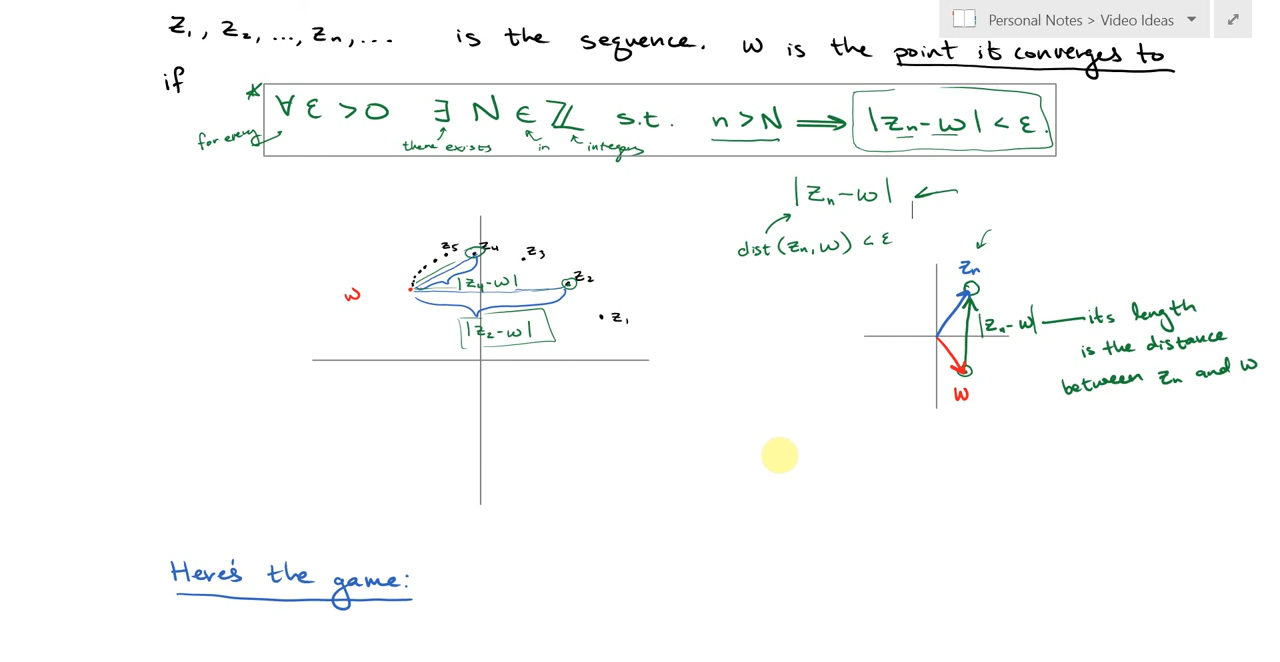 Personal Notes > Video Ideas
z₁, z₂, ..., zₙ, ... is the sequence. w is the point it converges to
if
* ∀ ε > 0 ∃ N ∈ ℤ s.t. n > N ⟹ |zₙ - w| < ε.
for every there exists in integers
|zₙ - w| ←
dist(zₙ, w) < ε
z₅ z₄ z₃
|z₄ - w| z₂
w
|z₂ - w| z₁
zₙ
|zₙ - w| — its length
is the distance
between zₙ and w
w
Here's the game: